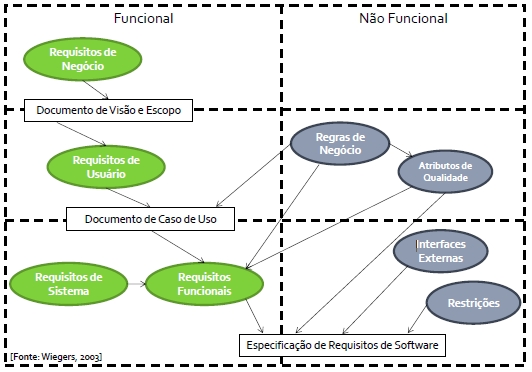 Funcional
Não Funcional
Requisitos de
Negócio
Documento de Visão e Escopo
Regras de
Negócio
Requisitos de
Usuário
Atributos de
Qualidade
Documento de Caso de Uso
Interfaces
Externas
Requisitos de
Sistema
Requisitos
Funcionais
Restrições
Especificação de Requisitos de Software
[Fonte: Wiegers, 2003]